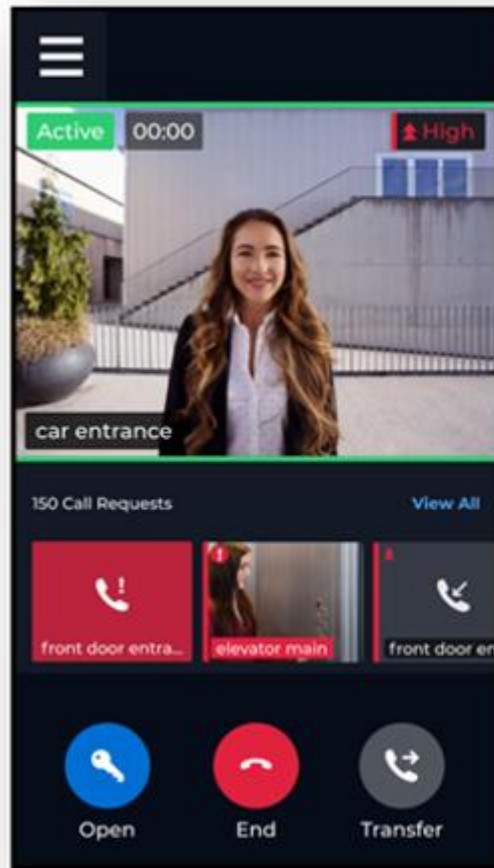 Active 00:00 High
car entrance
150 Call Requests View All
front door entra... elevator main front door en
Open End Transfer